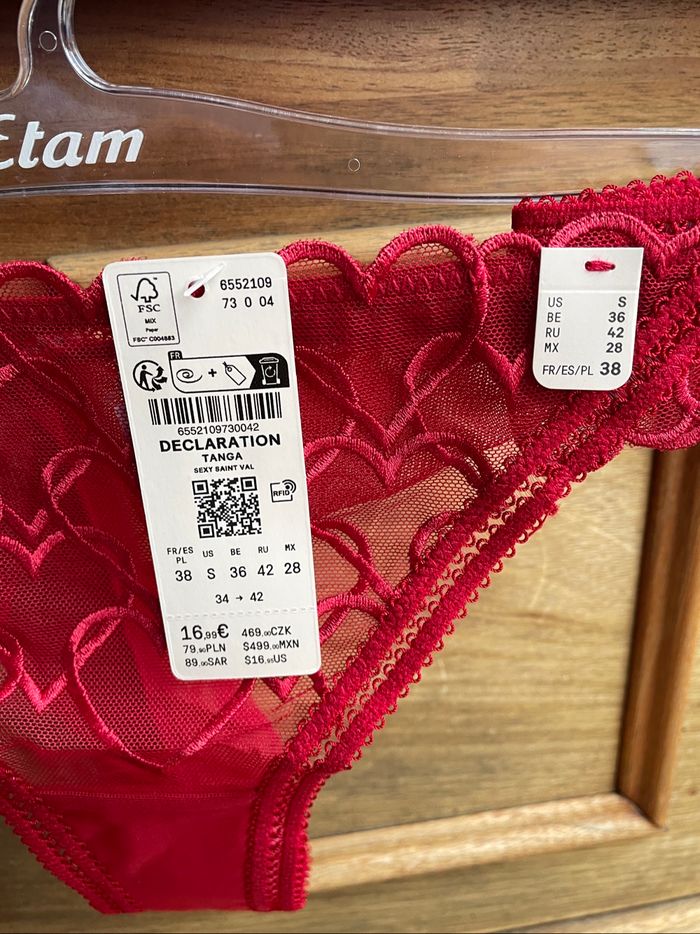 Etam
6552109
73 0 04
FSC
MIX
Paper
FSC® C004883
FR
+
6552109730042
DECLARATION
TANGA
SEXY SAINT VAL
RFID
FR/ES PL US BE RU MX
38 S 36 42 28
34 → 42
16,99€ 469,00CZK
79,90PLN $499,00MXN
89,00SAR $16,95US
US S
BE 36
RU 42
MX 28
FR/ES/PL 38